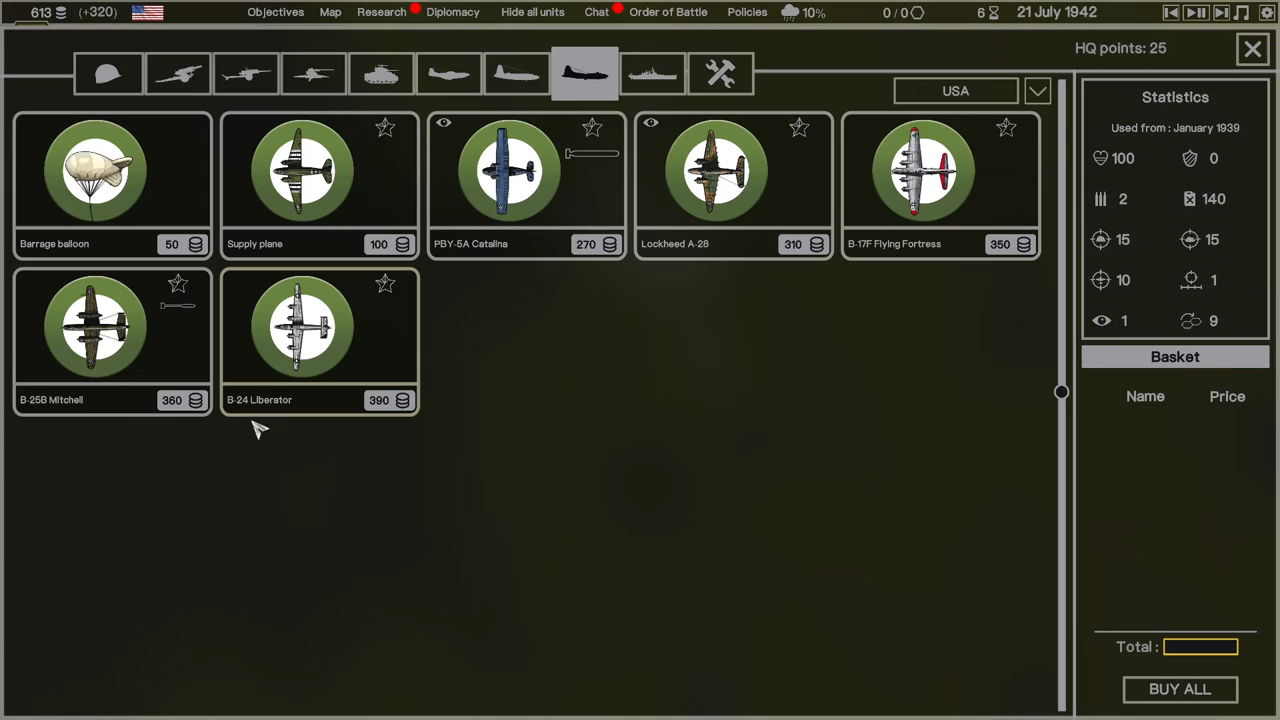 613 (+320) Objectives Map Research Diplomacy Hide all units Chat Order of Battle Policies 10% 0 / 0 6 21 July 1942
HQ points: 25
USA
Statistics
Used from : January 1939
100 0
2 140
15 15
10 1
1 9
Barrage balloon 50
Supply plane 100
PBY-5A Catalina 270
Lockheed A-28 310
B-17F Flying Fortress 350
B-25B Mitchell 360
B-24 Liberator 390
Basket
Name Price
Total :
BUY ALL